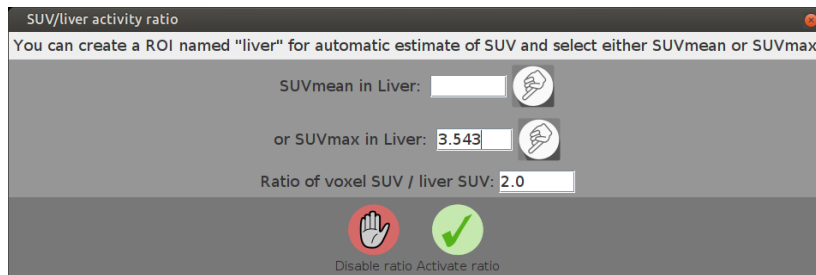 SUV/liver activity ratio
You can create a ROI named "liver" for automatic estimate of SUV and select either SUVmean or SUVmax
SUVmean in Liver:
or SUVmax in Liver: 3.543
Ratio of voxel SUV / liver SUV: 2.0
Disable ratio Activate ratio